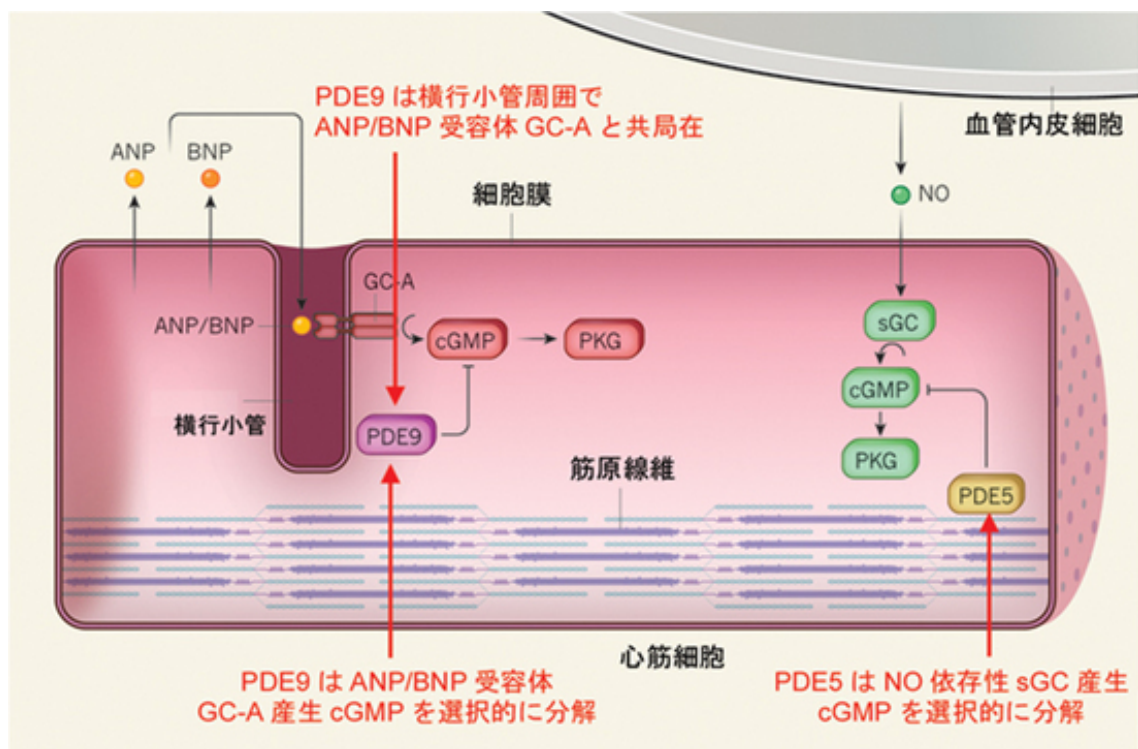 PDE9 は横行小管周囲で
ANP/BNP 受容体 GC-A と共局在
血管内皮細胞
ANP
BNP
細胞膜
NO
GC-A
ANP/BNP
cGMP
PKG
sGC
cGMP
横行小管
PDE9
筋原線維
PKG
PDE5
心筋細胞
PDE9 は ANP/BNP 受容体
GC-A 産生 cGMP を選択的に分解
PDE5 は NO 依存性 sGC 産生
cGMP を選択的に分解